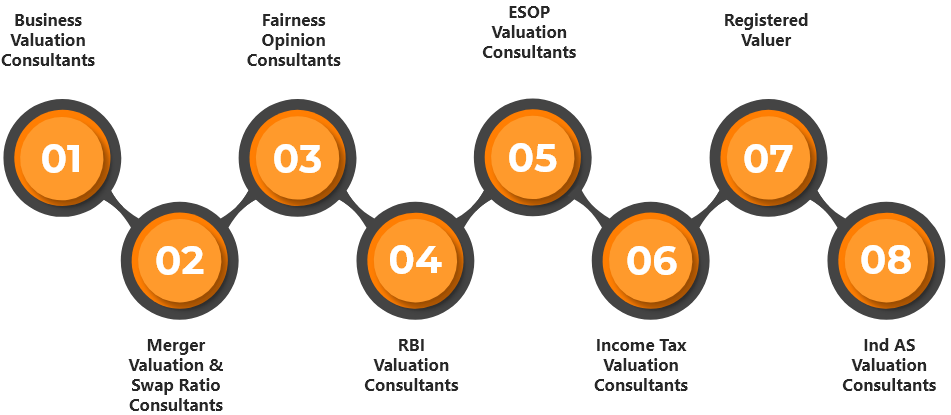 Business
Valuation
Consultants
01
02
Merger
Valuation &
Swap Ratio
Consultants
Fairness
Opinion
Consultants
03
04
RBI
Valuation
Consultants
ESOP
Valuation
Consultants
05
06
Income Tax
Valuation
Consultants
Registered
Valuer
07
08
Ind AS
Valuation
Consultants